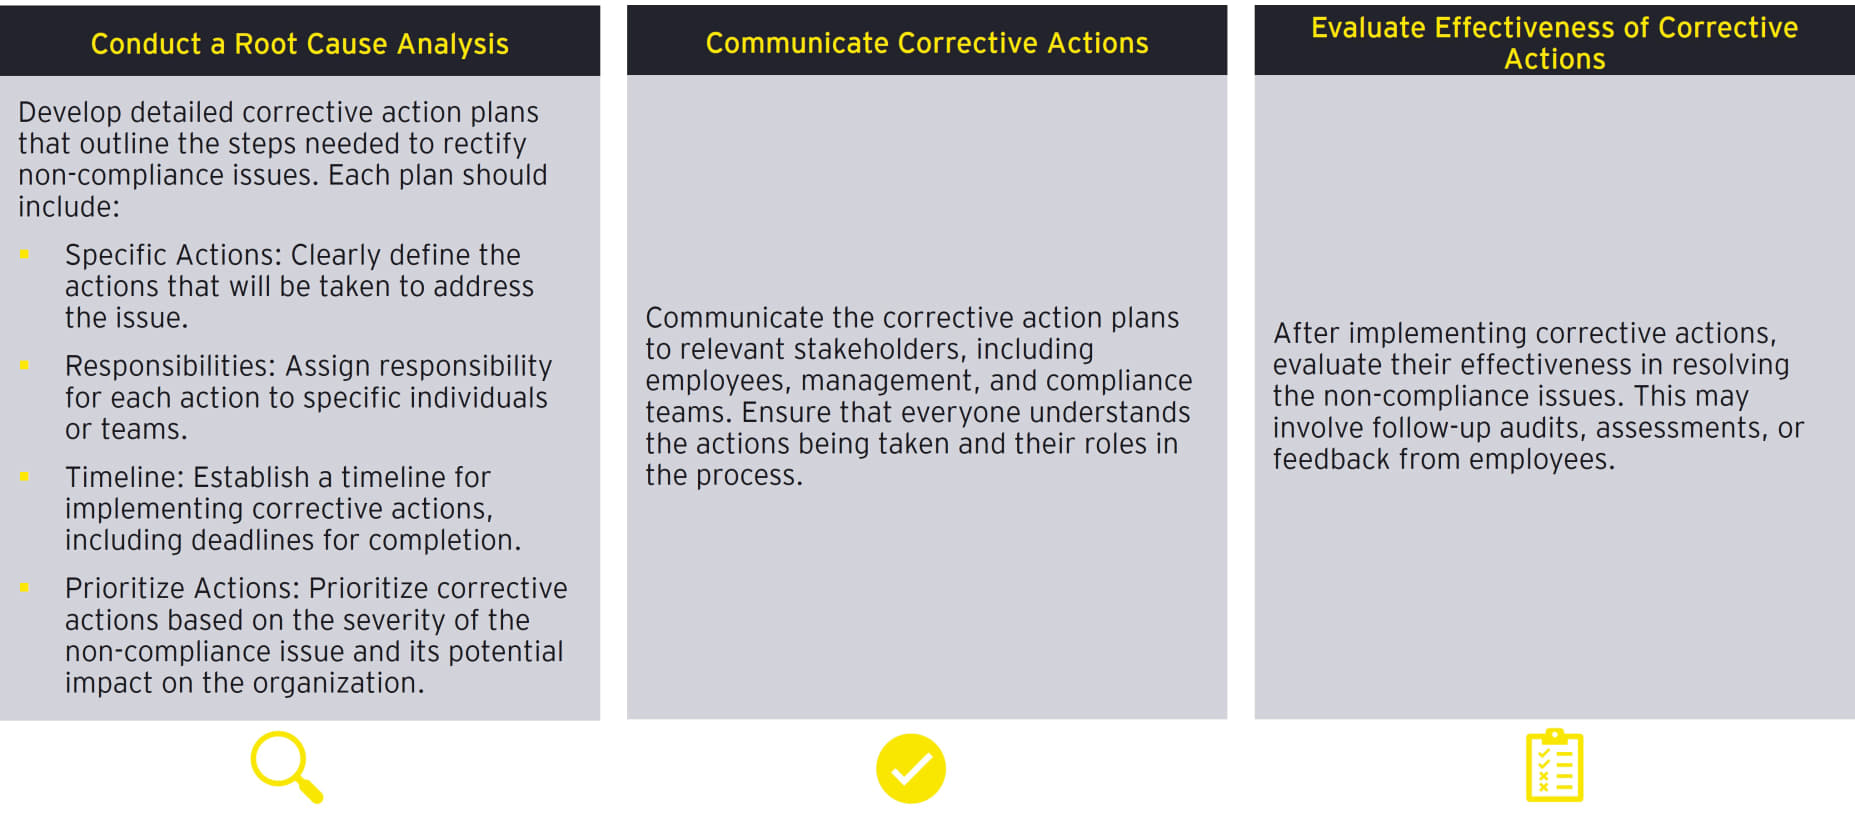 Conduct a Root Cause Analysis
Develop detailed corrective action plans
that outline the steps needed to rectify
non-compliance issues. Each plan should
include:
Specific Actions: Clearly define the
actions that will be taken to address
the issue.
Responsibilities: Assign responsibility
for each action to specific individuals
or teams.
Timeline: Establish a timeline for
implementing corrective actions,
including deadlines for completion.
Prioritize Actions: Prioritize corrective
actions based on the severity of the
non-compliance issue and its potential
impact on the organization.
Communicate Corrective Actions
Communicate the corrective action plans
to relevant stakeholders, including
employees, management, and compliance
teams. Ensure that everyone understands
the actions being taken and their roles in
the process.
Evaluate Effectiveness of Corrective
Actions
After implementing corrective actions,
evaluate their effectiveness in resolving
the non-compliance issues. This may
involve follow-up audits, assessments, or
feedback from employees.